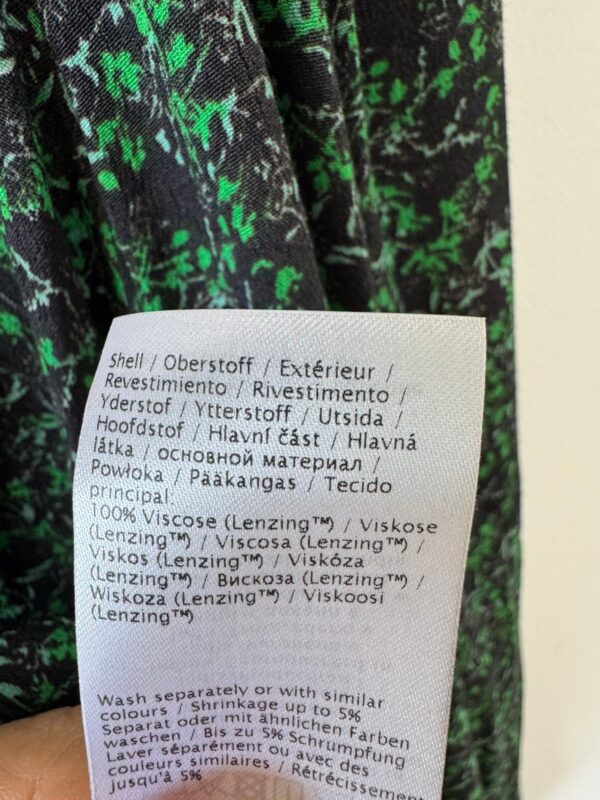 Shell / Oberstoff / Extérieur /
Revestimiento / Rivestimento /
Yderstof / Ytterstoff / Utsida /
Hoofdstof / Hlavní část / Hlavná
látka / основной материал /
Powłoka / Pääkangas / Tecido
principal:
100% Viscose (Lenzing™) / Viskose
(Lenzing™) / Viscosa (Lenzing™) /
Viskos (Lenzing™) / Viskóza
(Lenzing™) / Вискоза (Lenzing™) /
Wiskoza (Lenzing™) / Viskoosi
(Lenzing™)
Wash separately or with similar
colours / Shrinkage up to 5%
Separat oder mit ähnlichen Farben
waschen / Bis zu 5% Schrumpfung
Laver séparément ou avec des
couleurs similaires / Rétrécissement
jusqu'à 5%